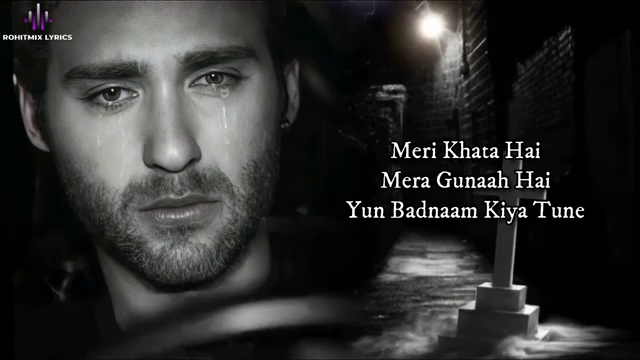 ROHITMIX LYRICS
Meri Khata Hai
Mera Gunaah Hai
Yun Badnaam Kiya Tune